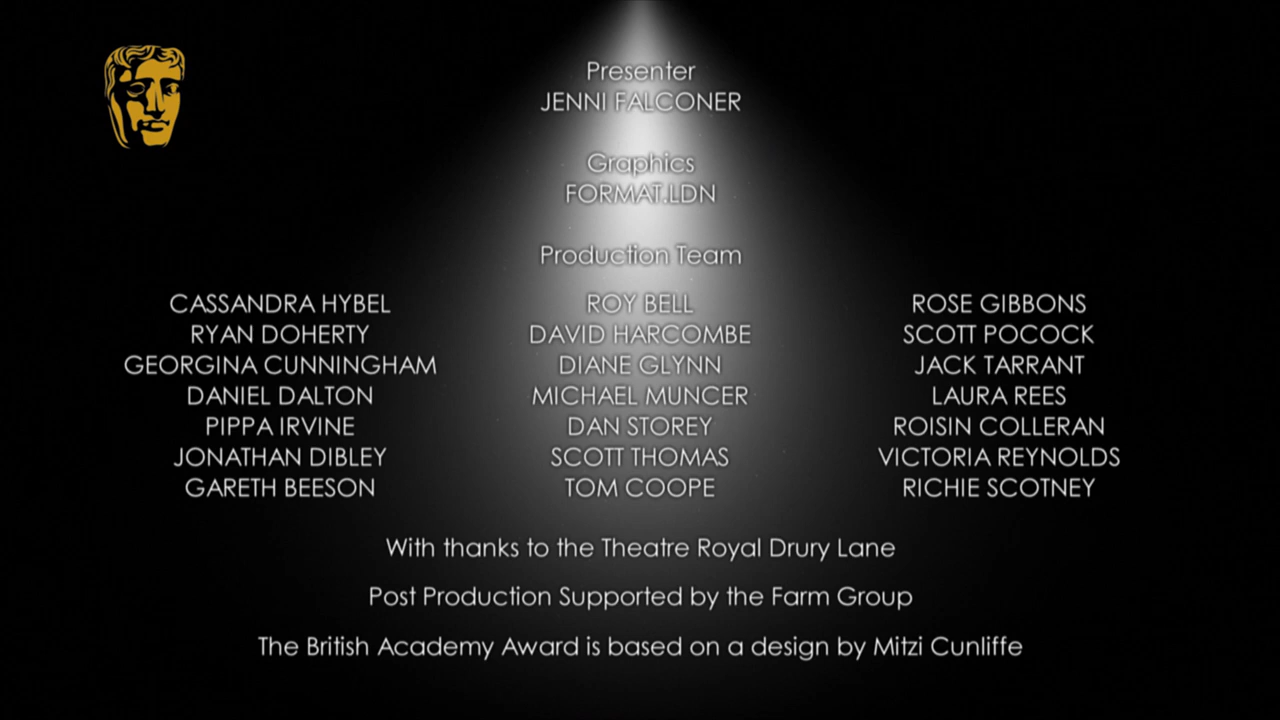 Presenter
JENNI FALCONER
Graphics
FORMAT.LDN
Production Team
CASSANDRA HYBEL
RYAN DOHERTY
GEORGINA CUNNINGHAM
DANIEL DALTON
PIPPA IRVINE
JONATHAN DIBLEY
GARETH BEESON
ROY BELL
DAVID HARCOMBE
DIANE GLYNN
MICHAEL MUNCER
DAN STOREY
SCOTT THOMAS
TOM COOPE
ROSE GIBBONS
SCOTT POCOCK
JACK TARRANT
LAURA REES
ROISIN COLLERAN
VICTORIA REYNOLDS
RICHIE SCOTNEY
With thanks to the Theatre Royal Drury Lane
Post Production Supported by the Farm Group
The British Academy Award is based on a design by Mitzi Cunliffe